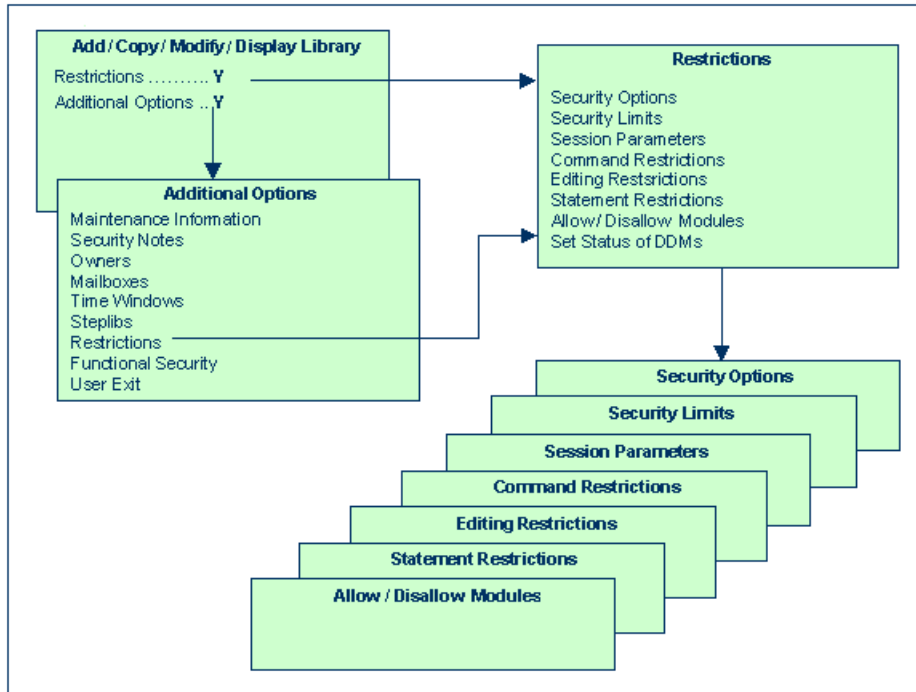 Add / Copy / Modify / Display Library
Restrictions .......... Y
Additional Options .. Y
Additional Options
Maintenance Information
Security Notes
Owners
Mailboxes
Time Windows
Steplibs
Restrictions
Functional Security
User Exit
Restrictions
Security Options
Security Limits
Session Parameters
Command Restrictions
Editing Restsrictions
Statement Restrictions
Allow / Disallow Modules
Set Status of DDMs
Security Options
Security Limits
Session Parameters
Command Restrictions
Editing Restrictions
Statement Restrictions
Allow / Disallow Modules